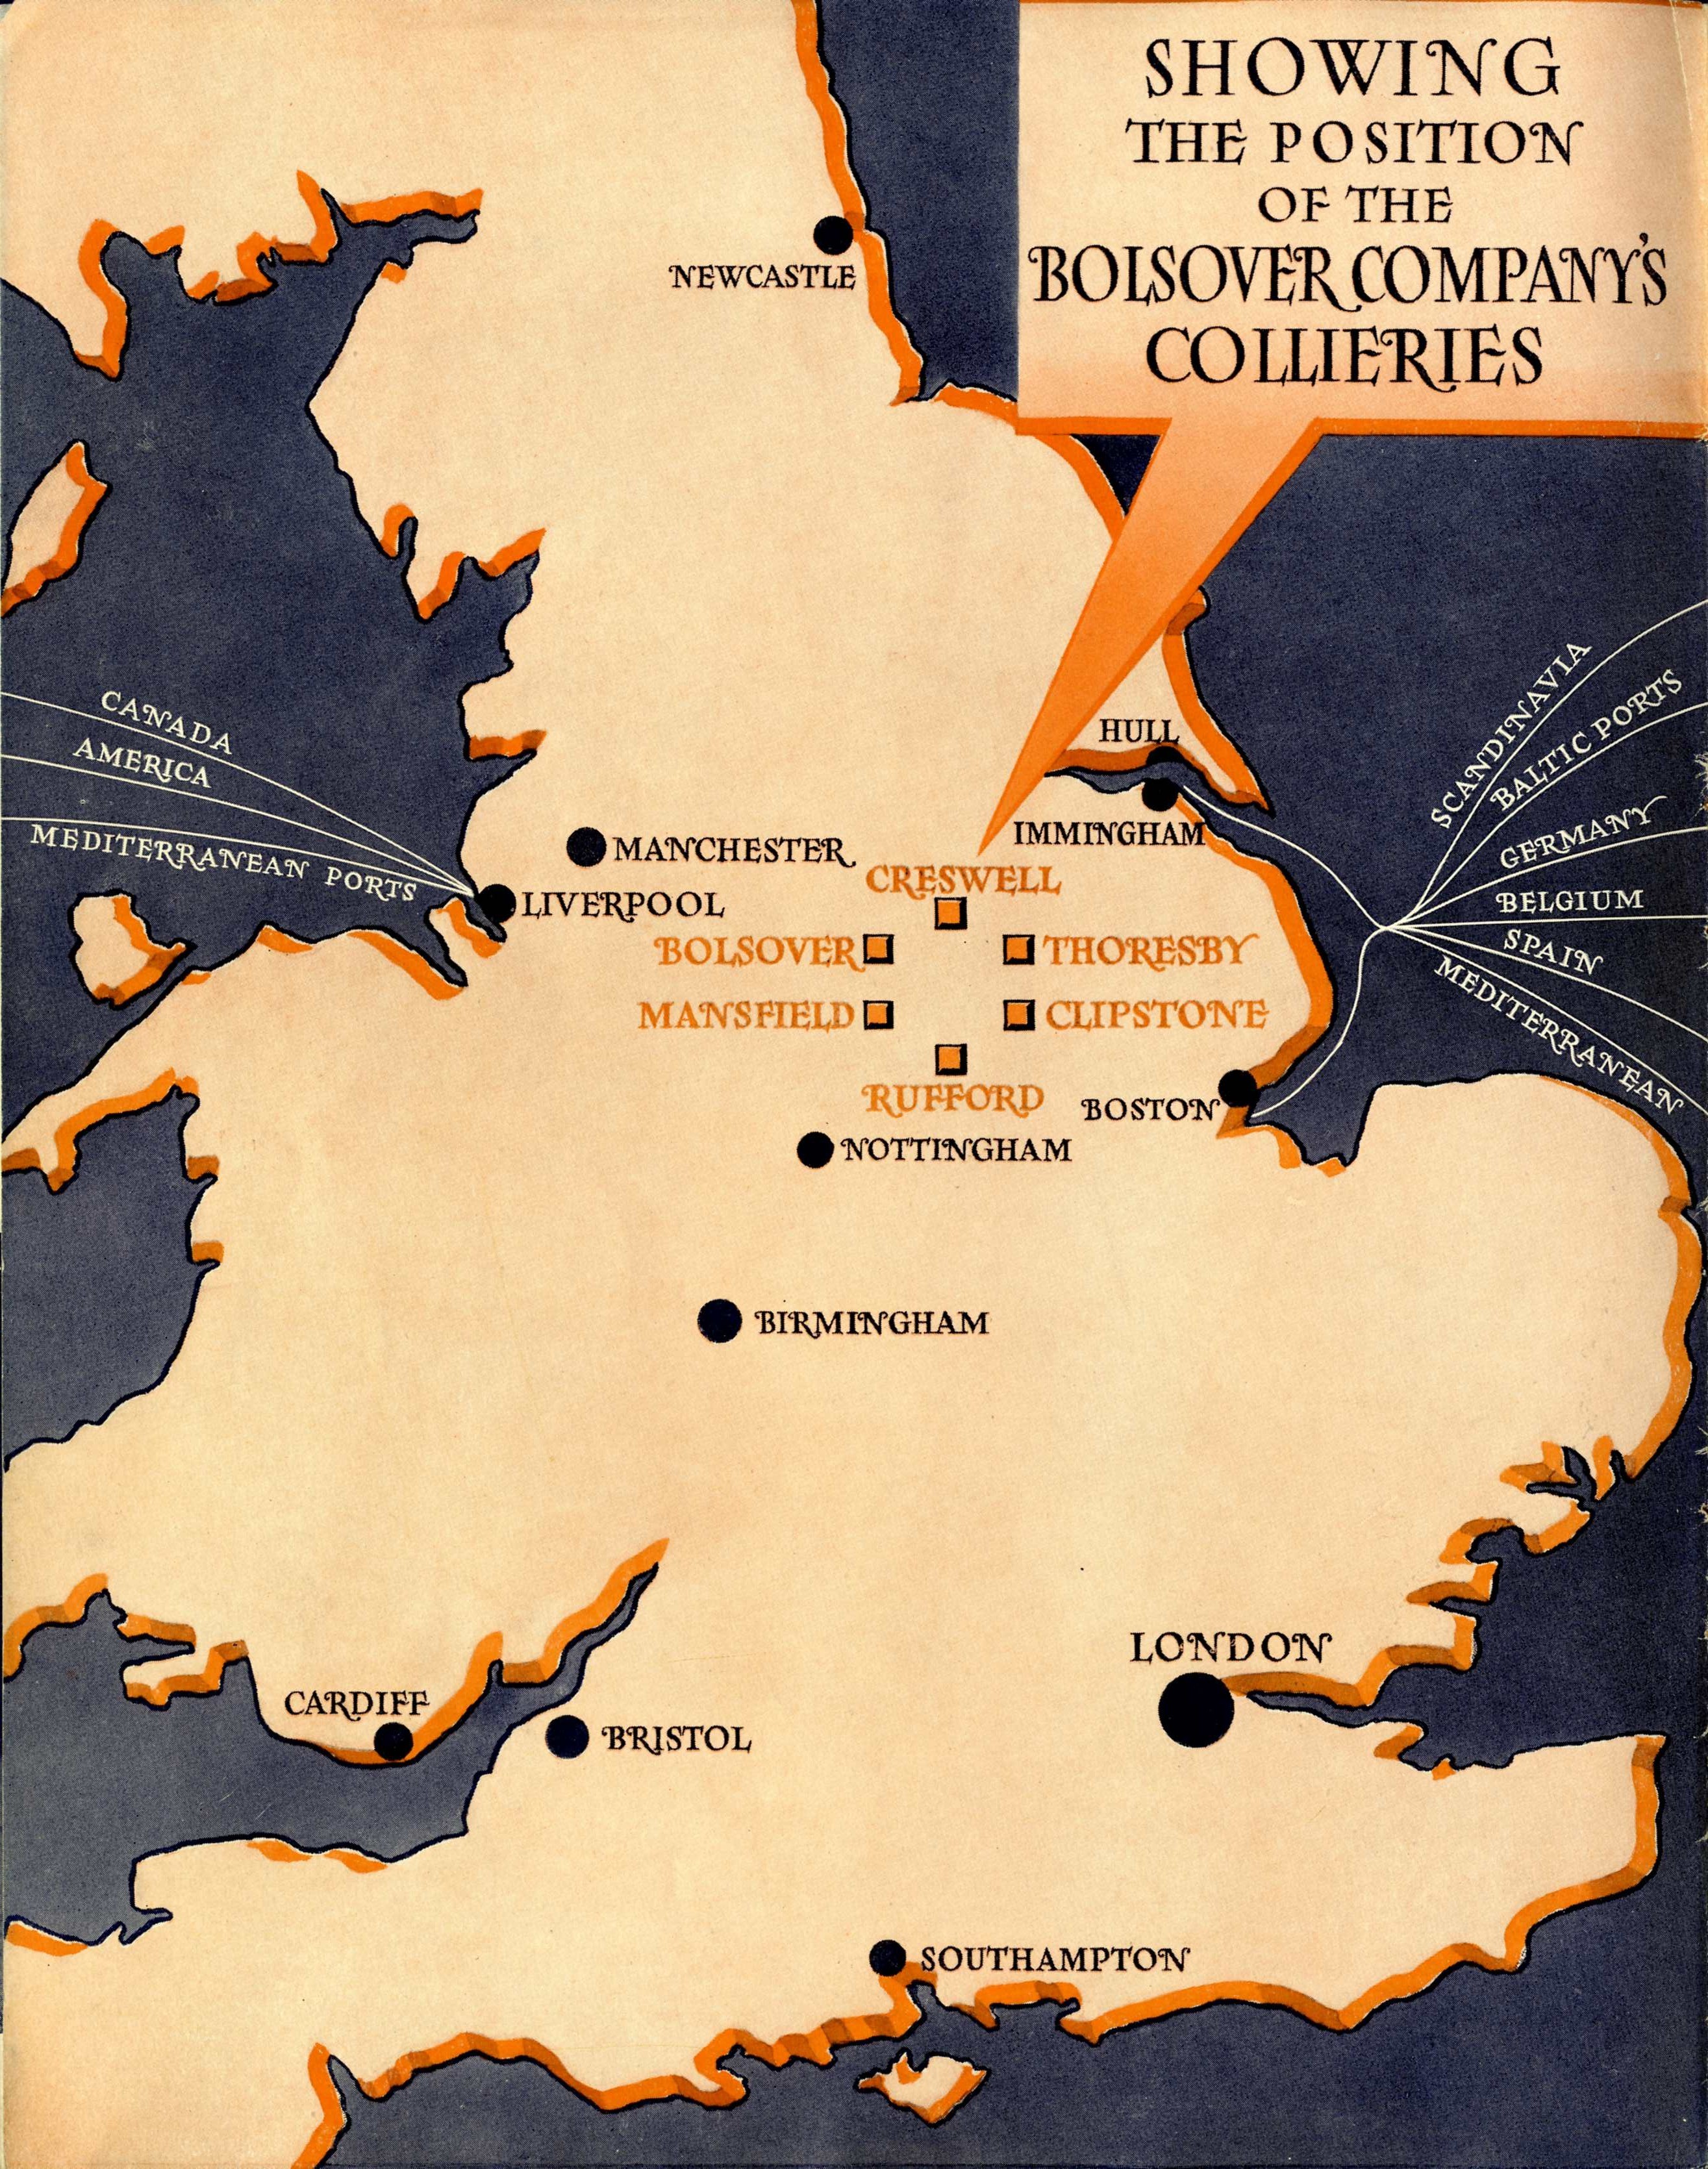 SHOWING
THE POSITION
OF THE
BOLSOVER COMPANY'S
COLLIERIES
NEWCASTLE
CANADA
AMERICA
MEDITERRANEAN PORTS
SCANDINAVIA
BALTIC PORTS
GERMANY
BELGIUM
SPAIN
MEDITERRANEAN
HULL
IMMINGHAM
MANCHESTER
LIVERPOOL
CRESWELL
BOLSOVER
THORESBY
MANSFIELD
CLIPSTONE
RUFFORD
BOSTON
NOTTINGHAM
BIRMINGHAM
LONDON
CARDIFF
BRISTOL
SOUTHAMPTON